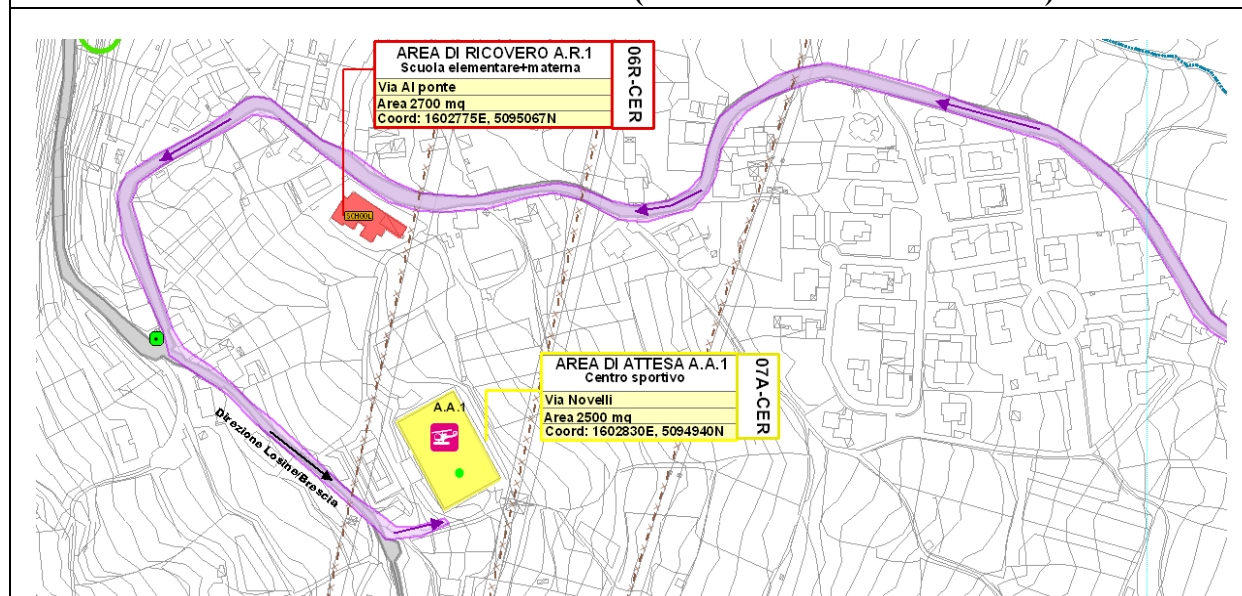 AREA DI RICOVERO A.R.1
Scuola elementare+materna
Via Al ponte
Area 2700 mq
Coord: 1602775E, 5095067N
06R-CER
SCHOOL
AREA DI ATTESA A.A.1
Centro sportivo
Via Novelli
Area 2500 mq
Coord: 1602830E, 5094940N
07A-CER
A.A.1
Direzione Losine/Brescia